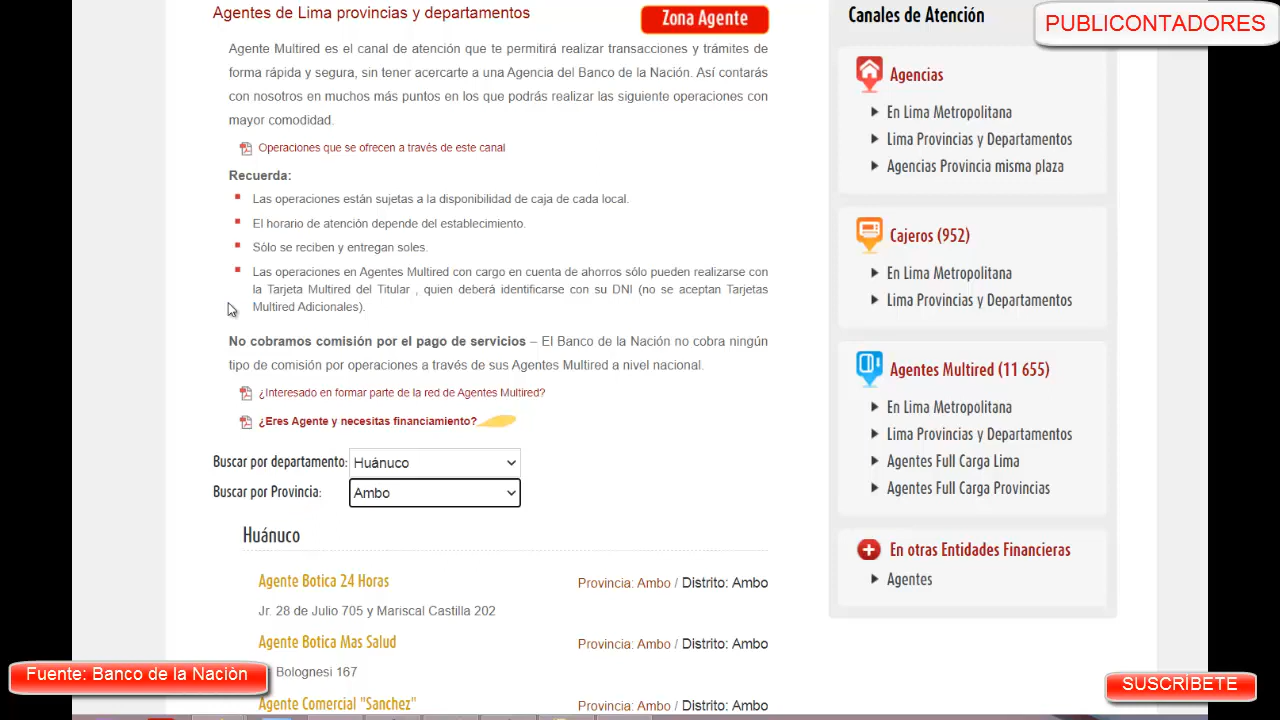 Agentes de Lima provincias y departamentos
Zona Agente
Agente Multired es el canal de atención que te permitirá realizar transacciones y trámites de
forma rápida y segura, sin tener acercarte a una Agencia del Banco de la Nación. Así contarás
con nosotros en muchos más puntos en los que podrás realizar las siguiente operaciones con
mayor comodidad.
Operaciones que se ofrecen a través de este canal
Recuerda:
Las operaciones están sujetas a la disponibilidad de caja de cada local.
El horario de atención depende del establecimiento.
Sólo se reciben y entregan soles.
Las operaciones en Agentes Multired con cargo en cuenta de ahorros sólo pueden realizarse con
la Tarjeta Multired del Titular , quien deberá identificarse con su DNI (no se aceptan Tarjetas
Multired Adicionales).
No cobramos comisión por el pago de servicios – El Banco de la Nación no cobra ningún
tipo de comisión por operaciones a través de sus Agentes Multired a nivel nacional.
¿Interesado en formar parte de la red de Agentes Multired?
¿Eres Agente y necesitas financiamiento?
Buscar por departamento: Huánuco
Buscar por Provincia: Ambo
Huánuco
Agente Botica 24 Horas Provincia: Ambo / Distrito: Ambo
Jr. 28 de Julio 705 y Mariscal Castilla 202
Agente Botica Mas Salud Provincia: Ambo / Distrito: Ambo
Bolognesi 167
Agente Comercial "Sanchez" Provincia: Ambo / Distrito: Ambo
Canales de Atención
PUBLICONTADORES
Agencias
En Lima Metropolitana
Lima Provincias y Departamentos
Agencias Provincia misma plaza
Cajeros (952)
En Lima Metropolitana
Lima Provincias y Departamentos
Agentes Multired (11 655)
En Lima Metropolitana
Lima Provincias y Departamentos
Agentes Full Carga Lima
Agentes Full Carga Provincias
En otras Entidades Financieras
Agentes
Fuente: Banco de la Naciòn
SUSCRÌBETE